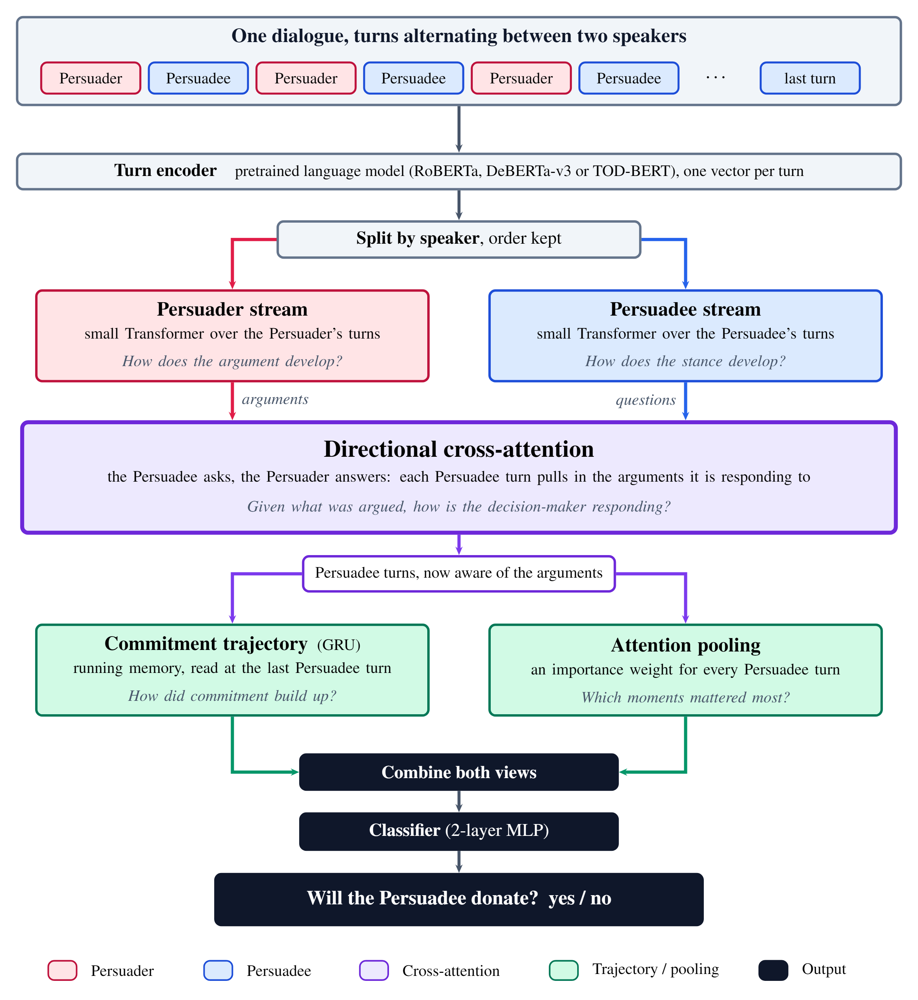 One dialogue, turns alternating between two speakers
Persuader Persuadee Persuader Persuadee Persuader Persuadee ··· last turn
Turn encoder pretrained language model (RoBERTa, DeBERTa-v3 or TOD-BERT), one vector per turn
Split by speaker, order kept
Persuader stream
small Transformer over the Persuader's turns
How does the argument develop?
Persuadee stream
small Transformer over the Persuadee's turns
How does the stance develop?
arguments
questions
Directional cross-attention
the Persuadee asks, the Persuader answers: each Persuadee turn pulls in the arguments it is responding to
Given what was argued, how is the decision-maker responding?
Persuadee turns, now aware of the arguments
Commitment trajectory (GRU)
running memory, read at the last Persuadee turn
How did commitment build up?
Attention pooling
an importance weight for every Persuadee turn
Which moments mattered most?
Combine both views
Classifier (2-layer MLP)
Will the Persuadee donate? yes / no
Persuader Persuadee Cross-attention Trajectory / pooling Output